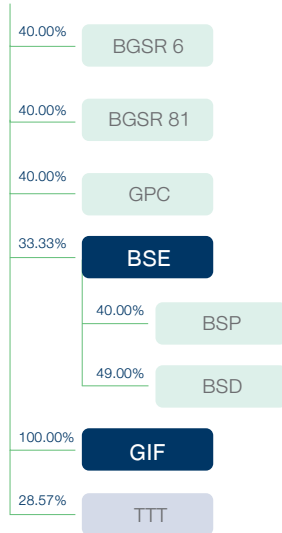 40.00%
BGSR 6
40.00%
BGSR 81
40.00%
GPC
33.33%
BSE
40.00%
BSP
49.00%
BSD
100.00%
GIF
28.57%
TTT